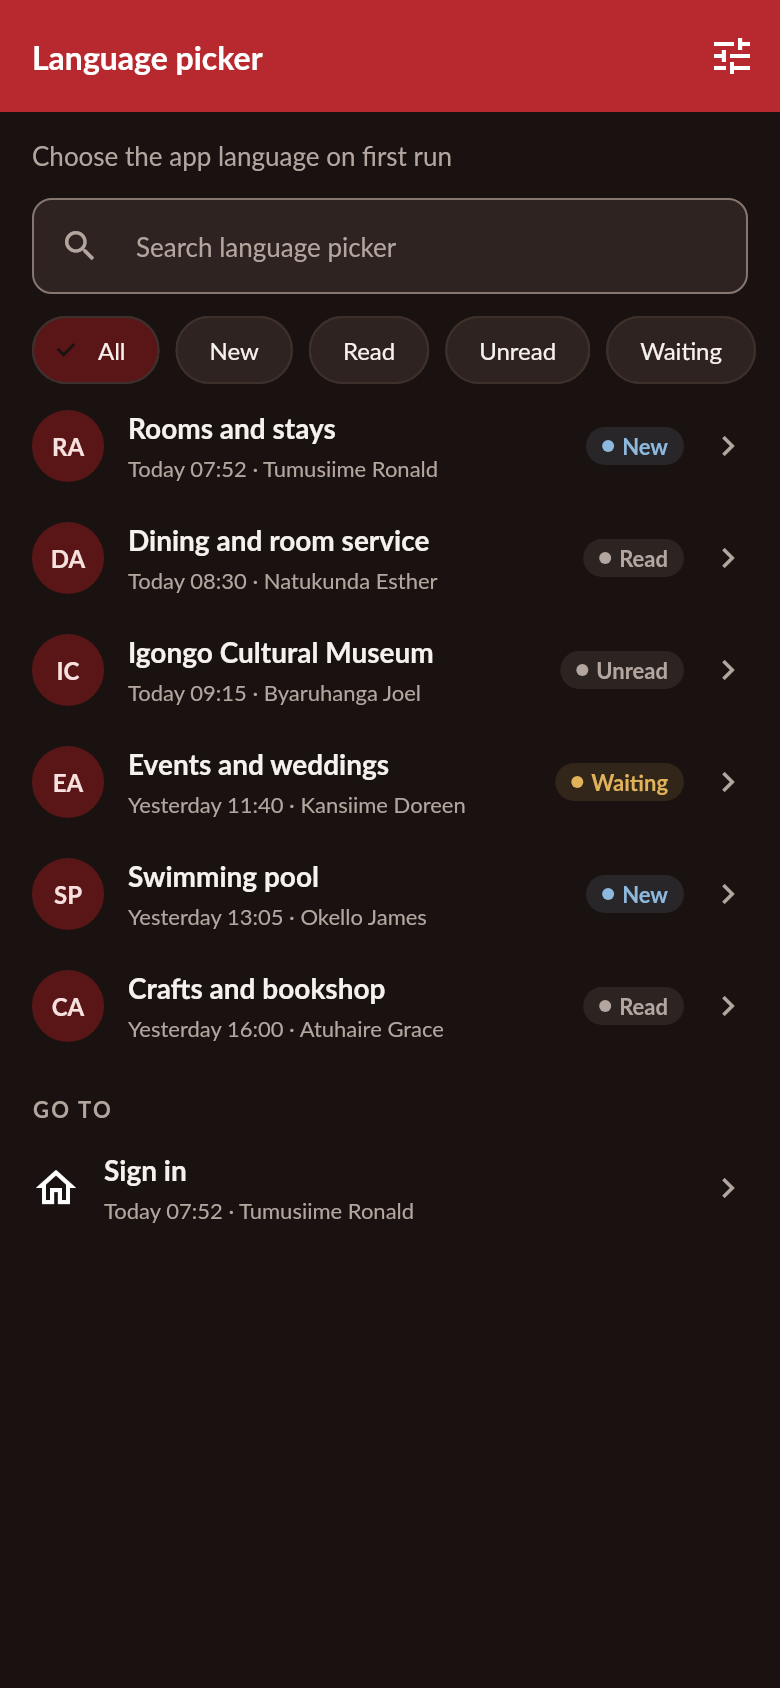 Language picker
Choose the app language on first run
Search language picker
All New Read Unread Waiting
RA Rooms and stays New
Today 07:52 · Tumusiime Ronald
DA Dining and room service Read
Today 08:30 · Natukunda Esther
IC Igongo Cultural Museum Unread
Today 09:15 · Byaruhanga Joel
EA Events and weddings Waiting
Yesterday 11:40 · Kansiime Doreen
SP Swimming pool New
Yesterday 13:05 · Okello James
CA Crafts and bookshop Read
Yesterday 16:00 · Atuhaire Grace
GO TO
Sign in
Today 07:52 · Tumusiime Ronald